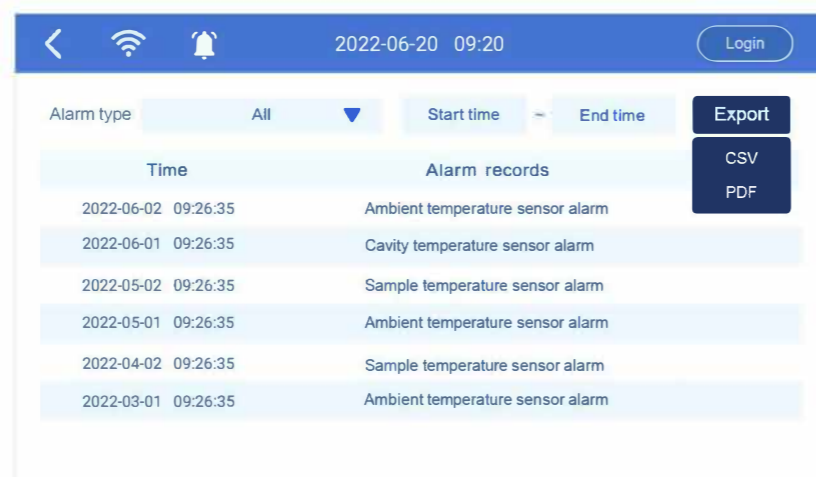 2022-06-20 09:20 Login
Alarm type All Start time ~ End time Export
CSV
PDF
Time Alarm records
2022-06-02 09:26:35 Ambient temperature sensor alarm
2022-06-01 09:26:35 Cavity temperature sensor alarm
2022-05-02 09:26:35 Sample temperature sensor alarm
2022-05-01 09:26:35 Ambient temperature sensor alarm
2022-04-02 09:26:35 Sample temperature sensor alarm
2022-03-01 09:26:35 Ambient temperature sensor alarm